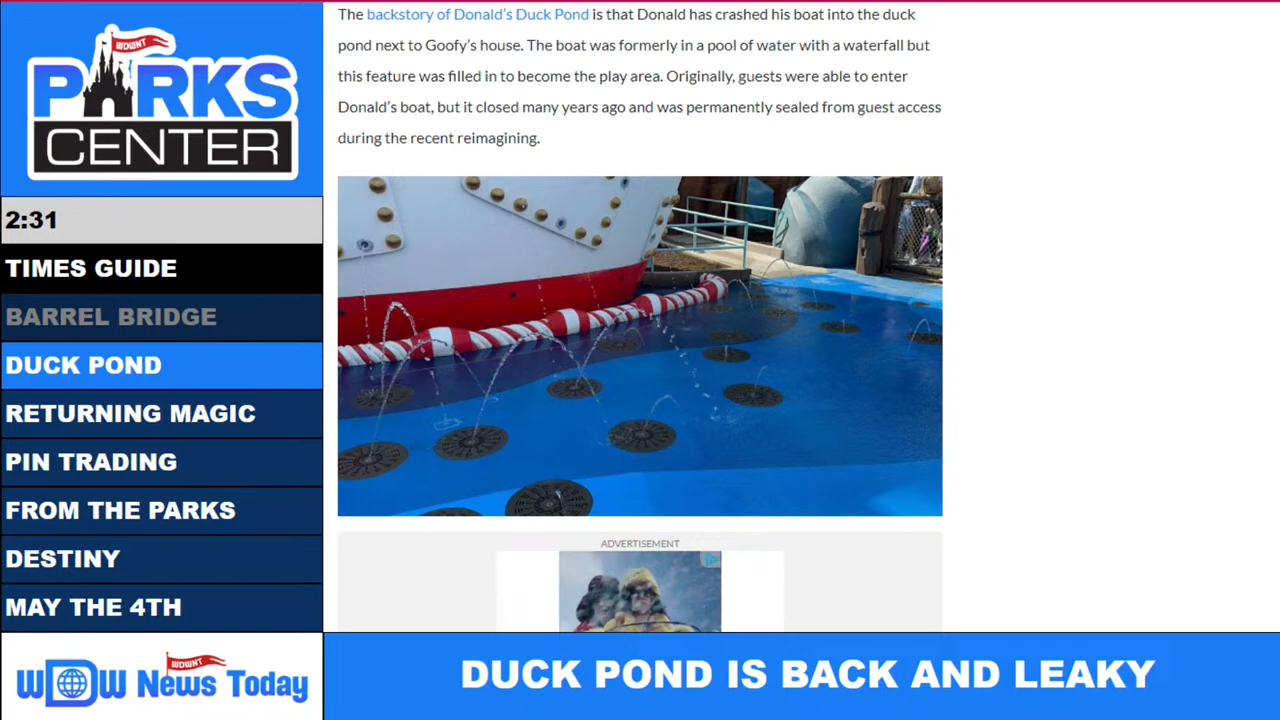 WDWNT
PARKS
CENTER
2:31
TIMES GUIDE
BARREL BRIDGE
DUCK POND
RETURNING MAGIC
PIN TRADING
FROM THE PARKS
DESTINY
MAY THE 4TH
The backstory of Donald’s Duck Pond is that Donald has crashed his boat into the duck
pond next to Goofy’s house. The boat was formerly in a pool of water with a waterfall but
this feature was filled in to become the play area. Originally, guests were able to enter
Donald’s boat, but it closed many years ago and was permanently sealed from guest access
during the recent reimagining.
ADVERTISEMENT
WDWNT
WDW News Today
DUCK POND IS BACK AND LEAKY